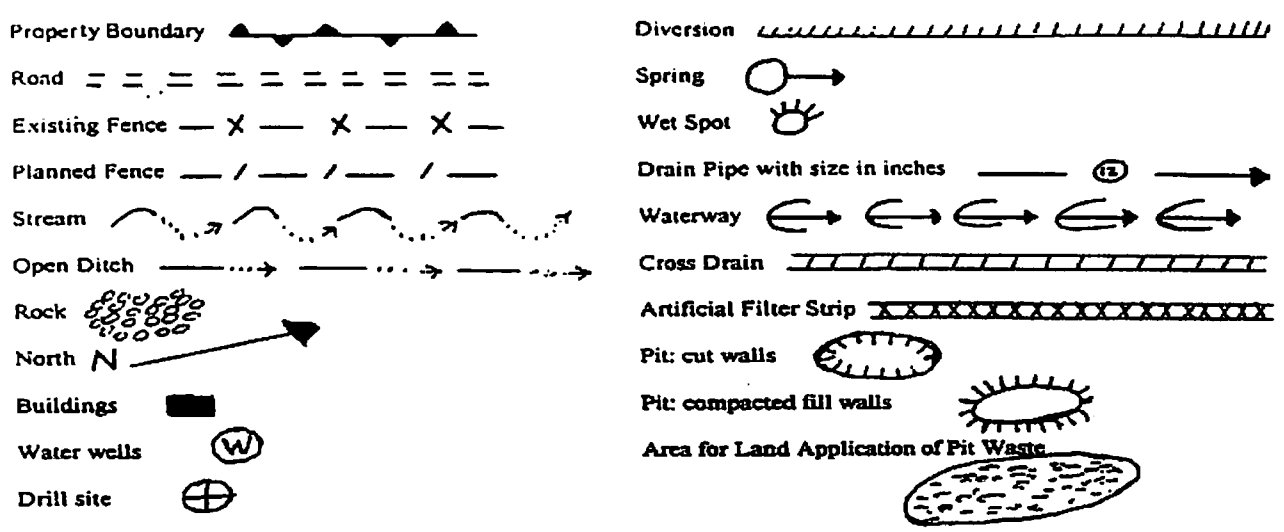 Property Boundary
Road
Existing Fence
Planned Fence
Stream
Open Ditch
Rock
North N
Buildings
Water wells W
Drill site
Diversion
Spring
Wet Spot
Drain Pipe with size in inches 12
Waterway
Cross Drain
Artificial Filter Strip
Pit: cut walls
Pit: compacted fill walls
Area for Land Application of Pit Waste